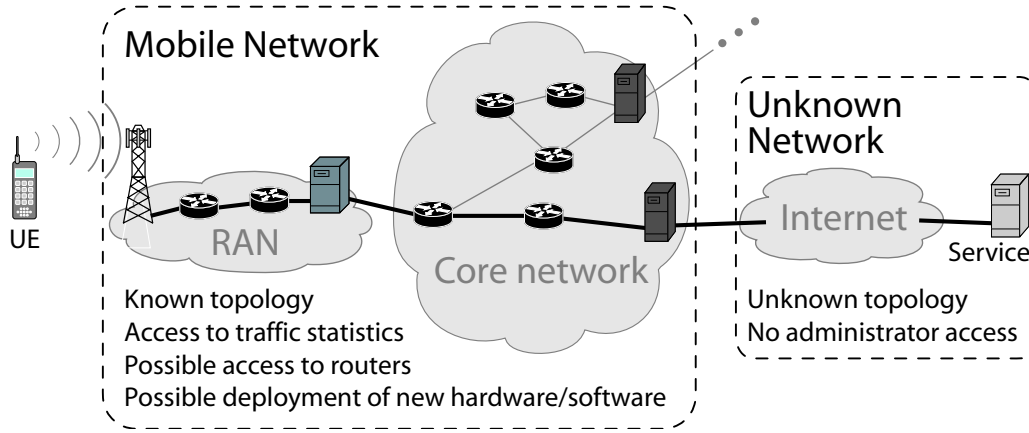 Mobile Network
UE
RAN
Core network
Known topology
Access to traffic statistics
Possible access to routers
Possible deployment of new hardware/software
Unknown
Network
Internet
Service
Unknown topology
No administrator access